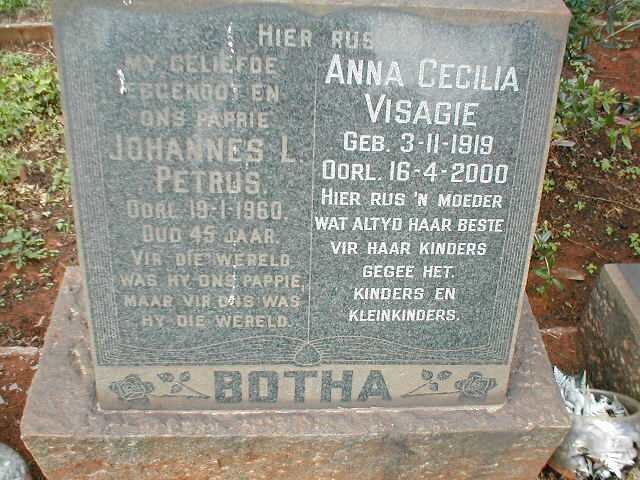 HIER RUS
MY GELIEFDE
EGGENOOT EN
ONS PAPPIE
JOHANNES L.
PETRUS.
OORL. 19-1-1960.
OUD 45 JAAR.
VIR DIE WERELD
WAS HY ONS PAPPIE,
MAAR VIR ONS WAS
HY DIE WERELD.
ANNA CECILIA
VISAGIE
GEB. 3-11-1919
OORL. 16-4-2000
HIER RUS 'N MOEDER
WAT ALTYD HAAR BESTE
VIR HAAR KINDERS
GEGEE HET.
KINDERS EN
KLEINKINDERS.
BOTHA